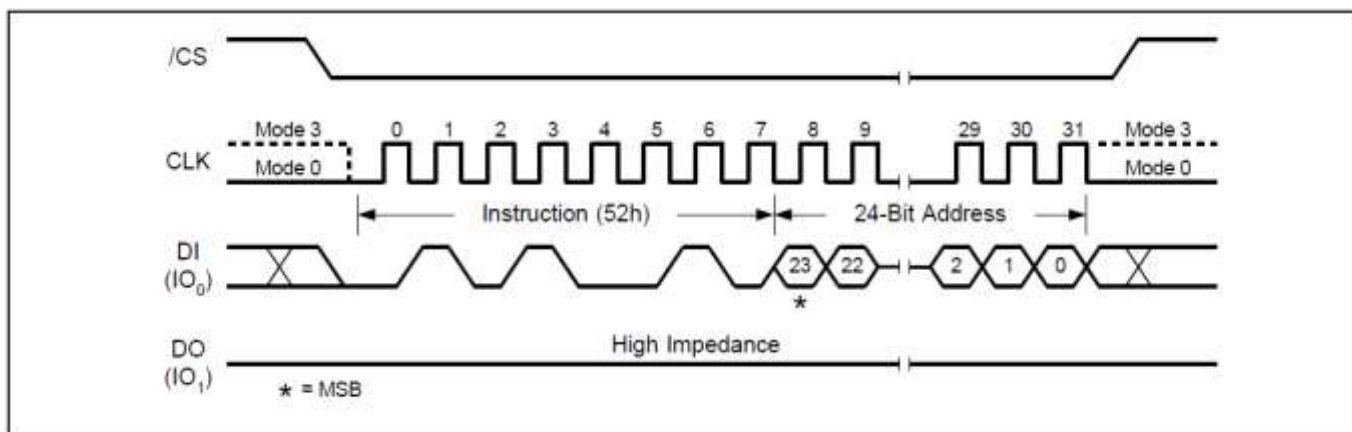 /CS
CLK
Mode 3
Mode 0
0 1 2 3 4 5 6 7 8 9 29 30 31
Mode 3
Mode 0
Instruction (52h)
24-Bit Address
DI
(IO₀)
23 22 2 1 0
*
DO
(IO₁)
High Impedance
* = MSB